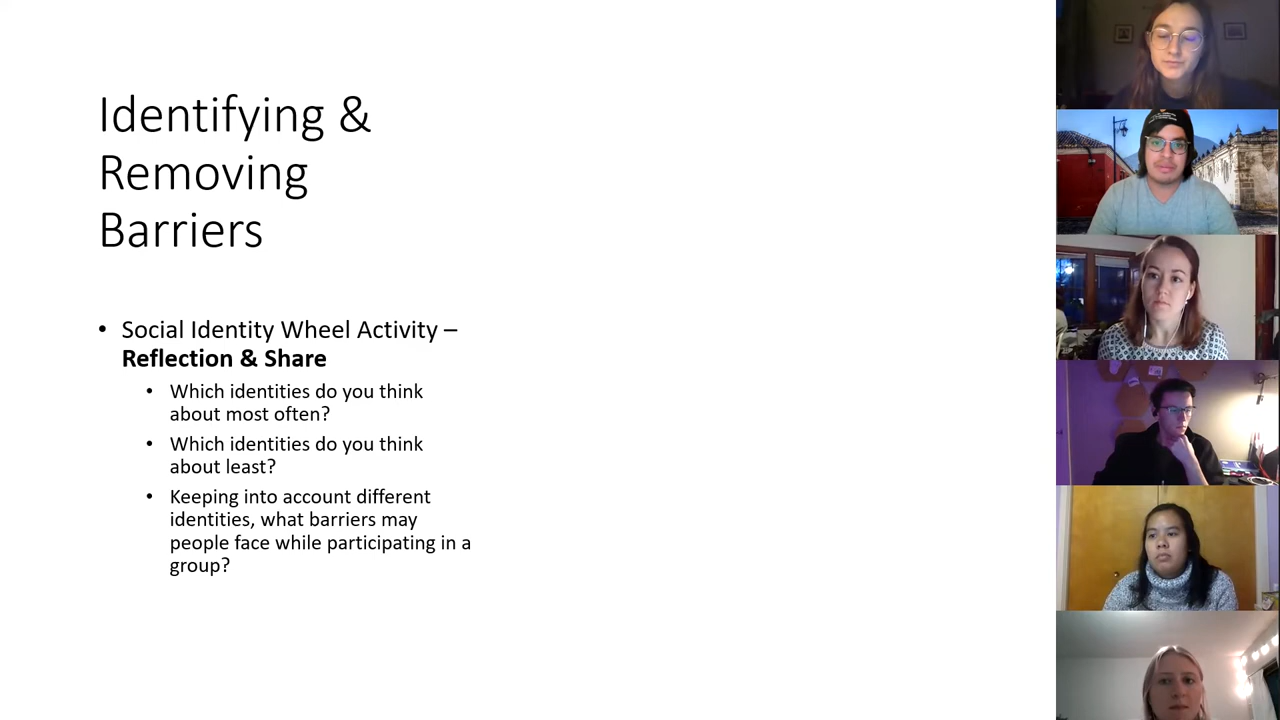 Identifying &
Removing
Barriers
• Social Identity Wheel Activity –
Reflection & Share
• Which identities do you think
about most often?
• Which identities do you think
about least?
• Keeping into account different
identities, what barriers may
people face while participating in a
group?